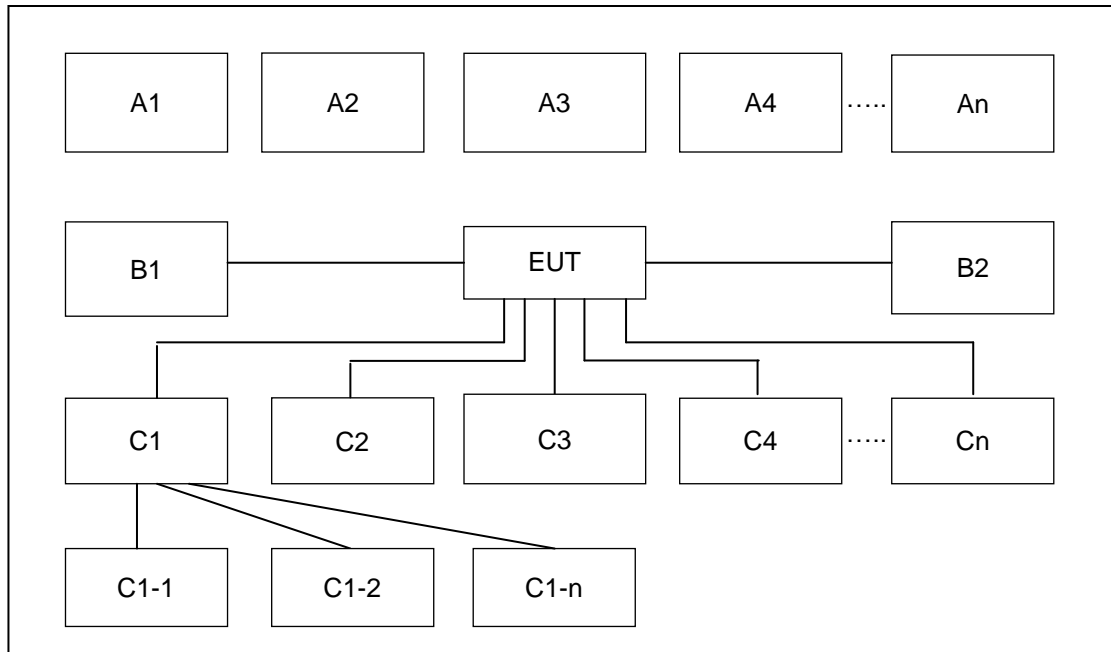 A1 A2 A3 A4 ..... An
B1 EUT B2
C1 C2 C3 C4 ..... Cn
C1-1 C1-2 C1-n